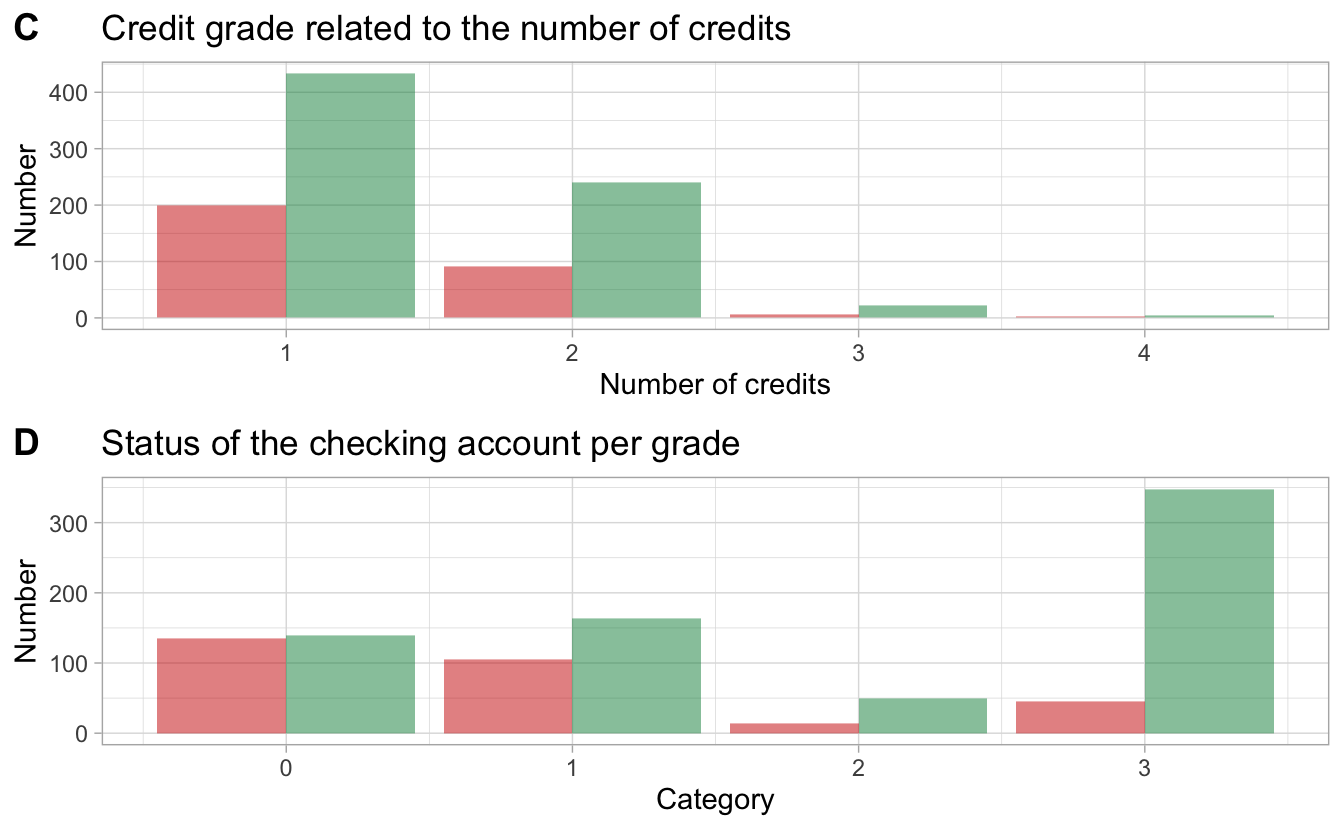 C Credit grade related to the number of credits
Number
400
300
200
100
0
1 2 3 4
Number of credits
D Status of the checking account per grade
Number
300
200
100
0
0 1 2 3
Category